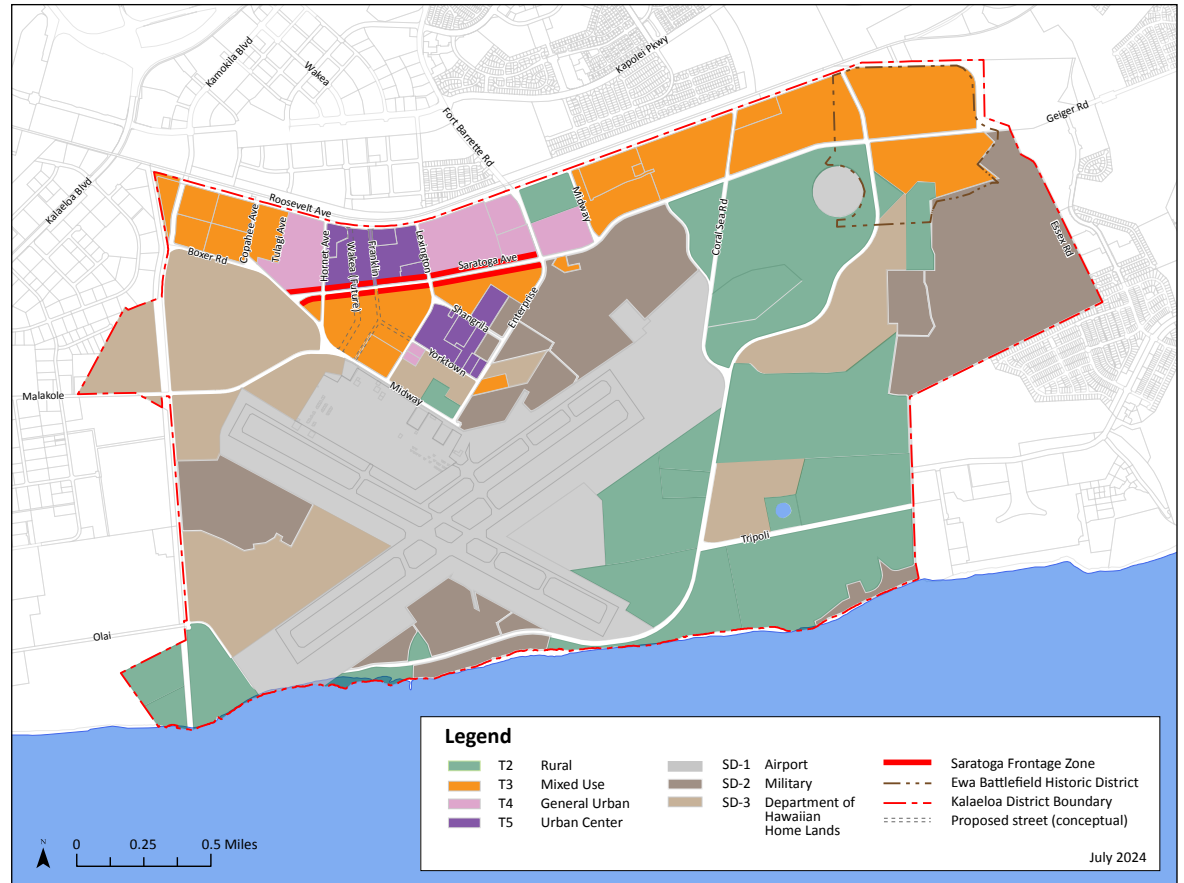 Kamokila Blvd
Wakea
Kapolei Pkwy
Fort Barrette Rd
Geiger Rd
Kalaeloa Blvd
Roosevelt Ave
Midway
Copahee Ave
Tulagi Ave
Boxer Rd
Hornet Ave
Wakea (Future)
Franklin
Lexington
Saratoga Ave
Coral Sea Rd
Essex Rd
Shangrila
Enterprise
Yorktown
Midway
Malakole
Tripoli
Olai
Legend
T2 Rural
T3 Mixed Use
T4 General Urban
T5 Urban Center
SD-1 Airport
SD-2 Military
SD-3 Department of
Hawaiian
Home Lands
Saratoga Frontage Zone
Ewa Battlefield Historic District
Kalaeloa District Boundary
Proposed street (conceptual)
July 2024
N
0 0.25 0.5 Miles